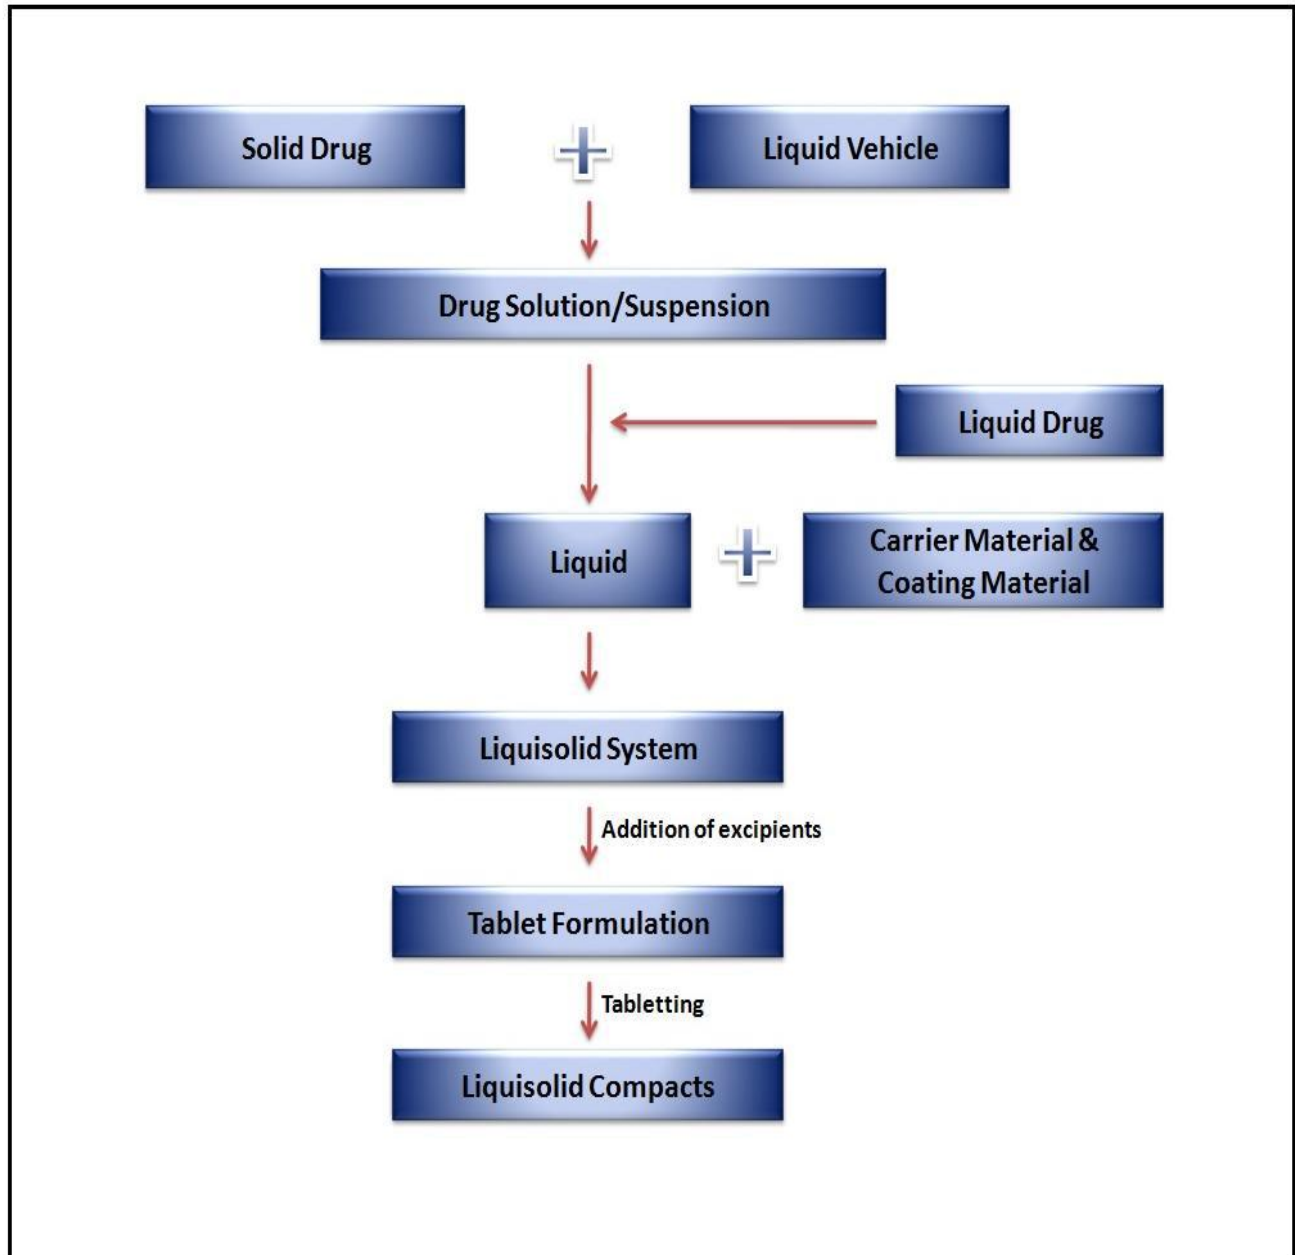 Solid Drug
Liquid Vehicle
Drug Solution/Suspension
Liquid Drug
Liquid
Carrier Material &
Coating Material
Liquisolid System
Addition of excipients
Tablet Formulation
Tabletting
Liquisolid Compacts